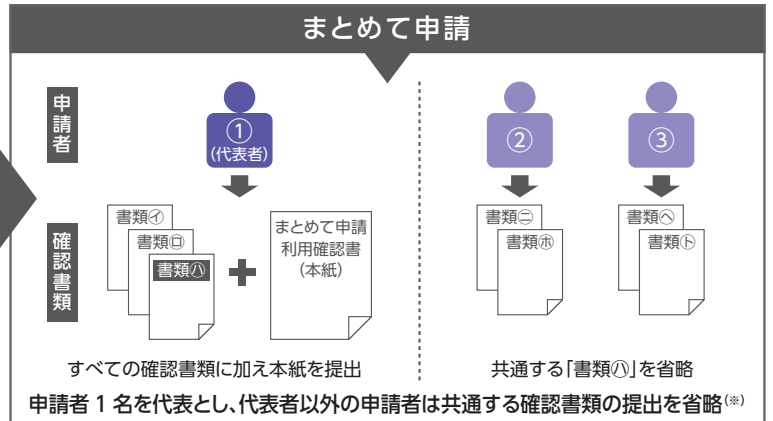 まとめて申請
申請者
①
(代表者)
②
③
確認書類
書類㋑
書類㋺
書類㋩
まとめて申請
利用確認書
(本紙)
書類㊁
書類㋭
書類㋬
書類㋣
すべての確認書類に加え本紙を提出
共通する「書類㋩」を省略
申請者 1 名を代表とし、代表者以外の申請者は共通する確認書類の提出を省略(※)